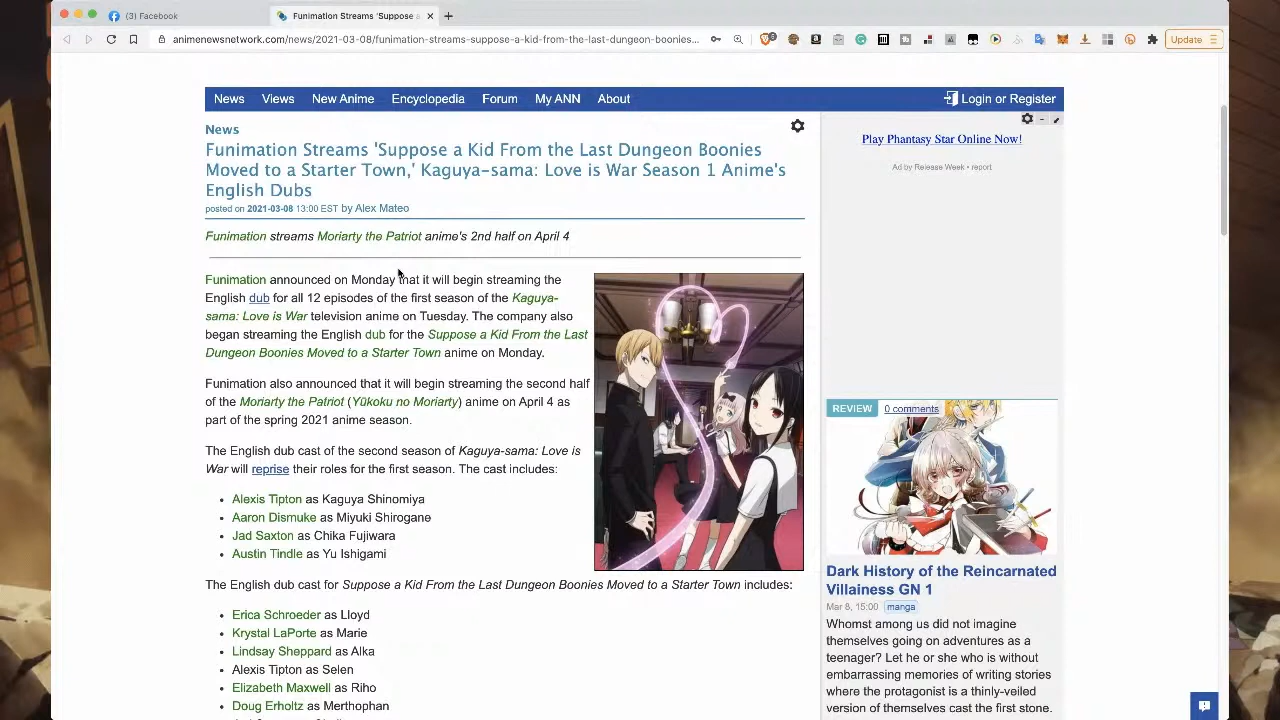 (3) Facebook
Funimation Streams 'Suppose a
animenewsnetwork.com/news/2021-03-08/funimation-streams-suppose-a-kid-from-the-last-dungeon-boonies...
Update
News Views New Anime Encyclopedia Forum My ANN About
Login or Register
News
Funimation Streams 'Suppose a Kid From the Last Dungeon Boonies
Moved to a Starter Town,' Kaguya-sama: Love is War Season 1 Anime's
English Dubs
posted on 2021-03-08 13:00 EST by Alex Mateo
Funimation streams Moriarty the Patriot anime's 2nd half on April 4
Funimation announced on Monday that it will begin streaming the
English dub for all 12 episodes of the first season of the Kaguya-
sama: Love is War television anime on Tuesday. The company also
began streaming the English dub for the Suppose a Kid From the Last
Dungeon Boonies Moved to a Starter Town anime on Monday.
Funimation also announced that it will begin streaming the second half
of the Moriarty the Patriot (Yūkoku no Moriarty) anime on April 4 as
part of the spring 2021 anime season.
The English dub cast of the second season of Kaguya-sama: Love is
War will reprise their roles for the first season. The cast includes:
• Alexis Tipton as Kaguya Shinomiya
• Aaron Dismuke as Miyuki Shirogane
• Jad Saxton as Chika Fujiwara
• Austin Tindle as Yu Ishigami
The English dub cast for Suppose a Kid From the Last Dungeon Boonies Moved to a Starter Town includes:
• Erica Schroeder as Lloyd
• Krystal LaPorte as Marie
• Lindsay Sheppard as Alka
• Alexis Tipton as Selen
• Elizabeth Maxwell as Riho
• Doug Erholtz as Merthophan
Play Phantasy Star Online Now!
Ad by Release Week • report
REVIEW 0 comments
Dark History of the Reincarnated
Villainess GN 1
Mar 8, 15:00 manga
Whomst among us did not imagine
themselves going on adventures as a
teenager? Let he or she who is without
embarrassing memories of writing stories
where the protagonist is a thinly-veiled
version of themselves cast the first stone.